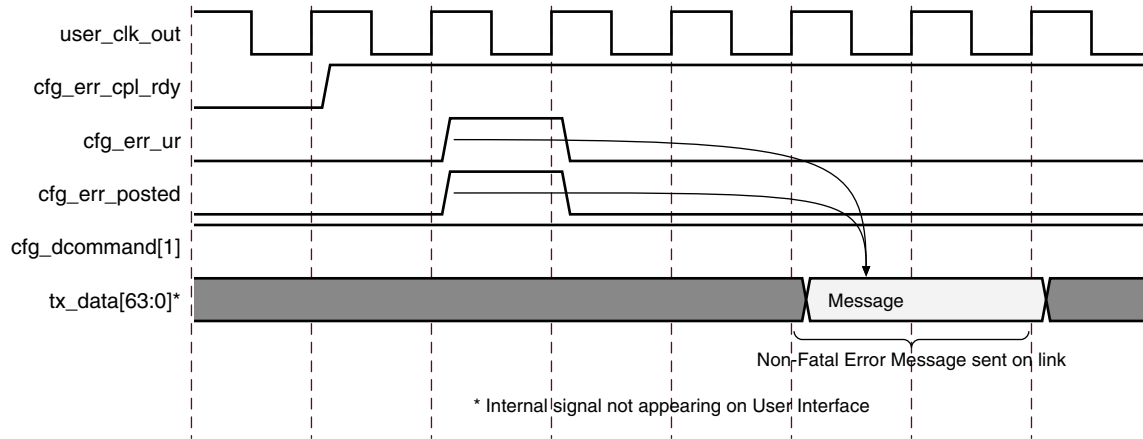 user_clk_out
cfg_err_cpl_rdy
cfg_err_ur
cfg_err_posted
cfg_dcommand[1]
tx_data[63:0]*
Message
Non-Fatal Error Message sent on link
* Internal signal not appearing on User Interface